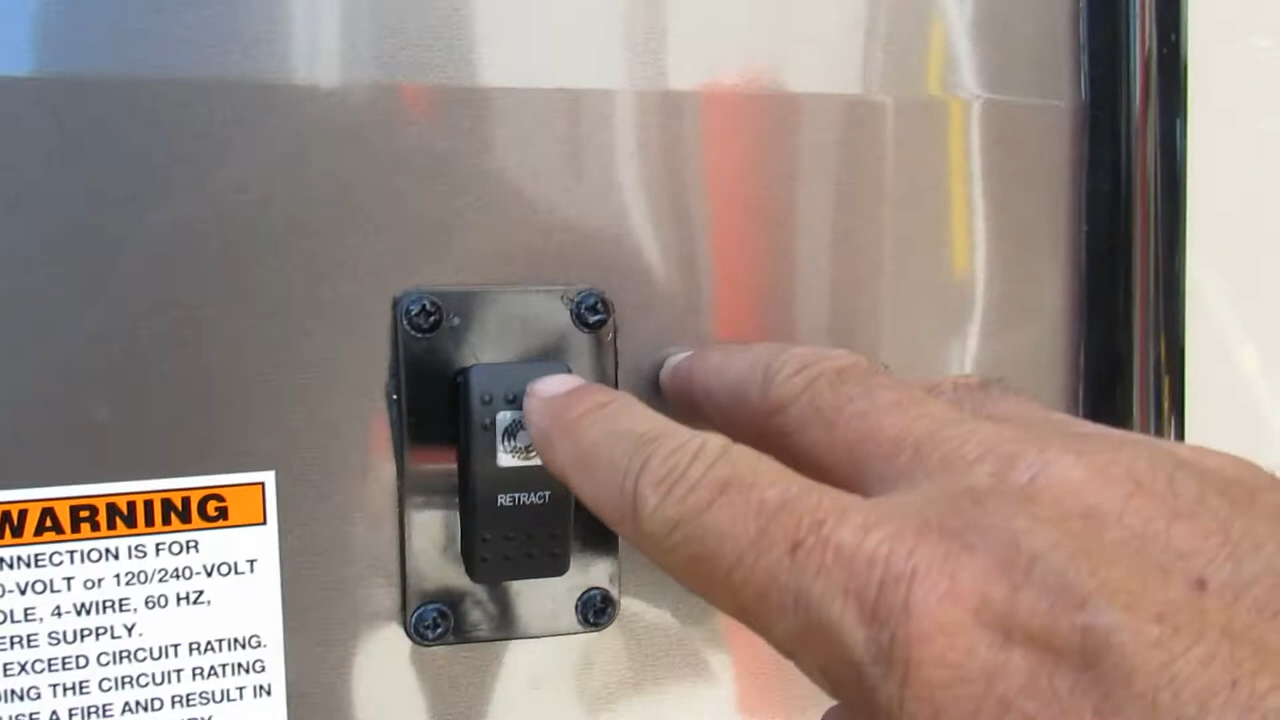 RETRACT
WARNING
NNECTION IS FOR
0-VOLT or 120/240-VOLT
OLE, 4-WIRE, 60 HZ,
ERE SUPPLY.
EXCEED CIRCUIT RATING.
DING THE CIRCUIT RATING
USE A FIRE AND RESULT IN